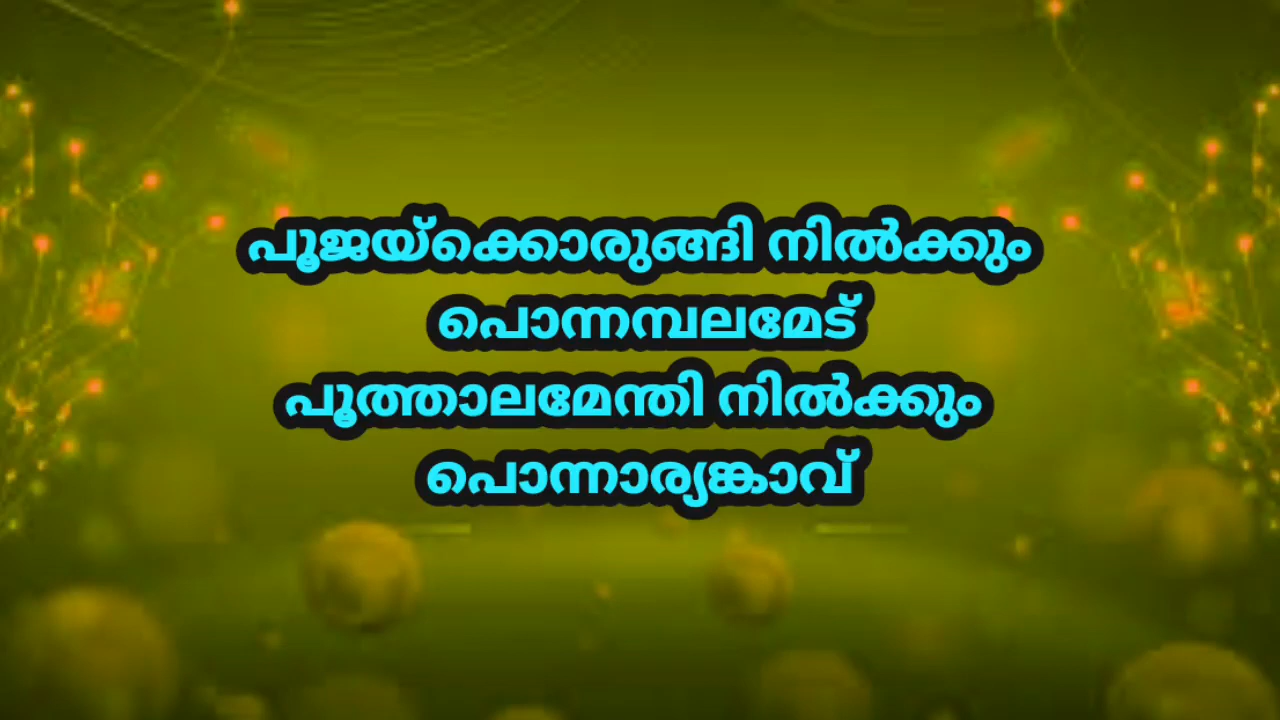 പൂജയ്ക്കൊരുങ്ങി നിൽക്കും
പൊന്നമ്പലമേട്
പൂത്താലമേന്തി നിൽക്കും
പൊന്നാര്യങ്കാവ്